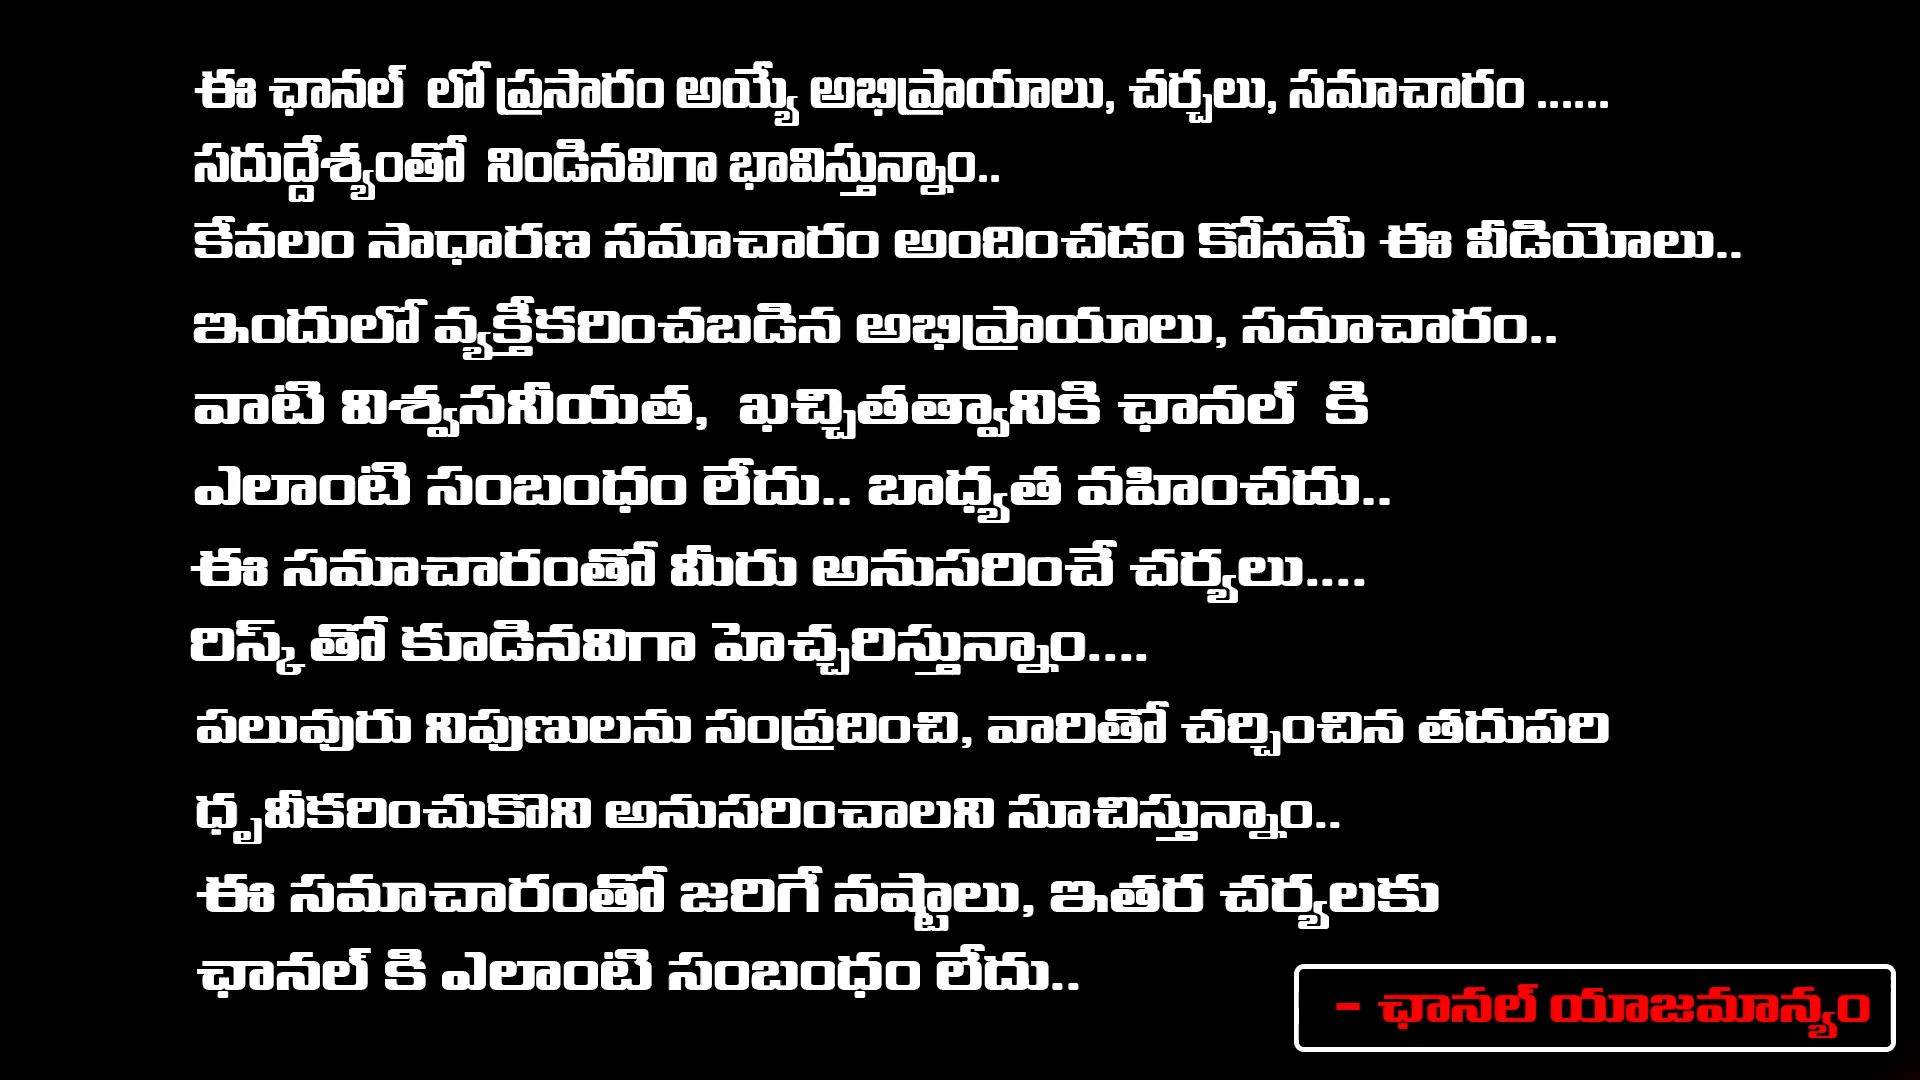 ఈ ఛానల్ లో ప్రసారం అయ్యే అభిప్రాయాలు, చర్చలు, సమాచారం ......
సదుద్దేశ్యంతో నిండినవిగా భావిస్తున్నాం..
కేవలం సాధారణ సమాచారం అందించడం కోసమే ఈ వీడియోలు..
ఇందులో వ్యక్తీకరించబడిన అభిప్రాయాలు, సమాచారం..
వాటి విశ్వసనీయత, ఖచ్చితత్వానికి ఛానల్ కి
ఎలాంటి సంబంధం లేదు.. బాధ్యత వహించదు..
ఈ సమాచారంతో మీరు అనుసరించే చర్యలు....
రిస్క్ తో కూడినవిగా హెచ్చరిస్తున్నాం....
పలువురు నిపుణులను సంప్రదించి, వారితో చర్చించిన తదుపరి
ధృవీకరించుకొని అనుసరించాలని సూచిస్తున్నాం..
ఈ సమాచారంతో జరిగే నష్టాలు, ఇతర చర్యలకు
ఛానల్ కి ఎలాంటి సంబంధం లేదు..
- ఛానల్ యాజమాన్యం